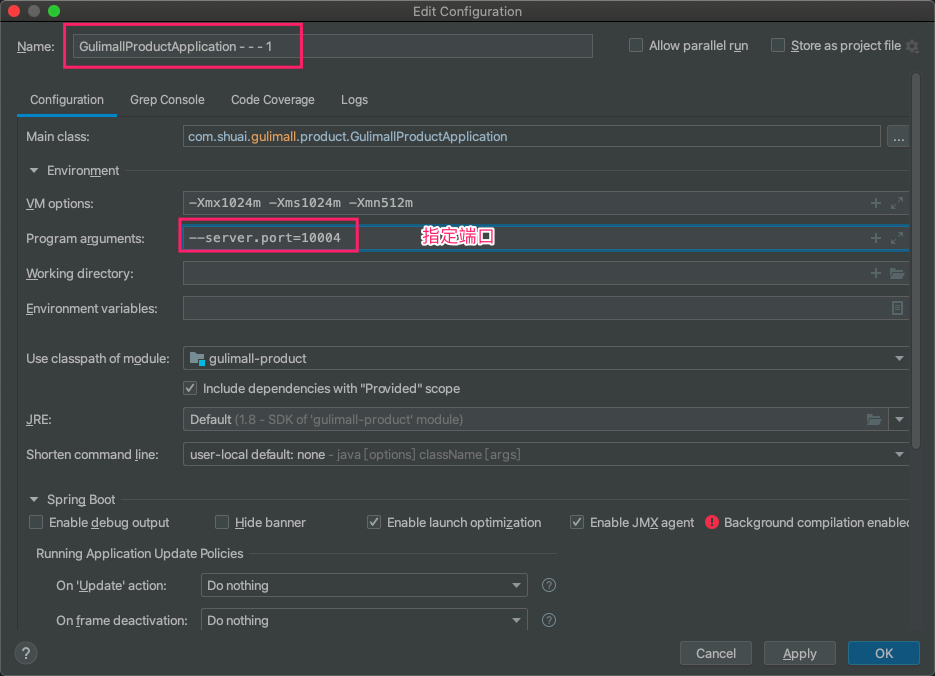 Edit Configuration
Name: GulimallProductApplication - - - 1 Allow parallel run Store as project file
Configuration Grep Console Code Coverage Logs
Main class: com.shuai.gulimall.product.GulimallProductApplication ...
Environment
VM options: -Xmx1024m -Xms1024m -Xmn512m
Program arguments: --server.port=10004 指定端口
Working directory:
Environment variables:
Use classpath of module: gulimall-product
Include dependencies with "Provided" scope
JRE: Default (1.8 - SDK of 'gulimall-product' module)
Shorten command line: user-local default: none - java [options] className [args]
Spring Boot
Enable debug output Hide banner Enable launch optimization Enable JMX agent ! Background compilation enabled
Running Application Update Policies
On 'Update' action: Do nothing ?
On frame deactivation: Do nothing ?
? Cancel Apply OK